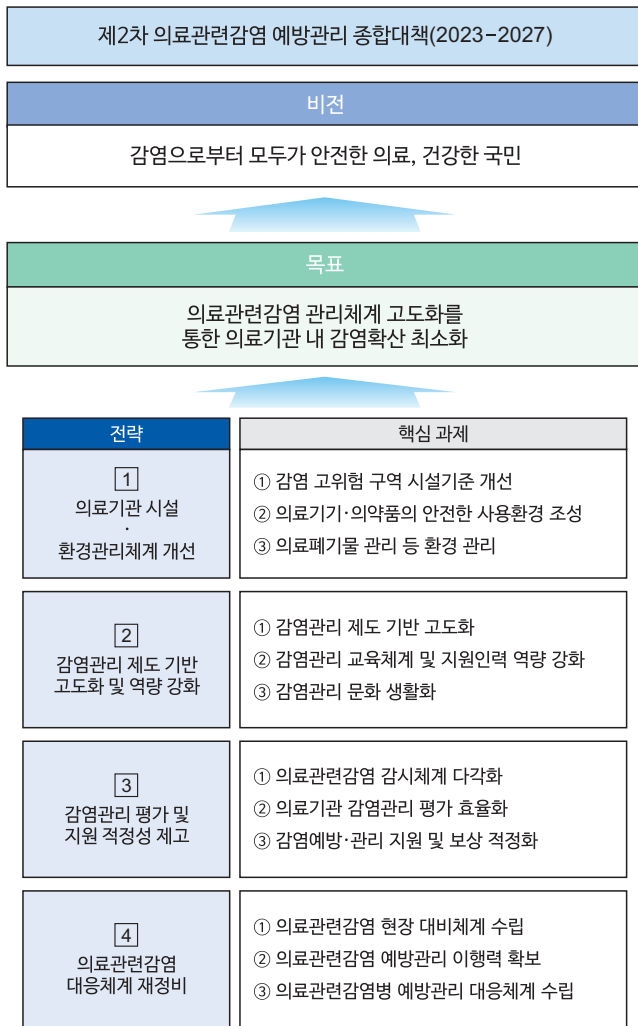 제2차 의료관련감염 예방관리 종합대책(2023-2027)
비전
감염으로부터 모두가 안전한 의료, 건강한 국민
목표
의료관련감염 관리체계 고도화를
통한 의료기관 내 감염확산 최소화
전략
핵심 과제
1
의료기관 시설
·
환경관리체계 개선
① 감염 고위험 구역 시설기준 개선
② 의료기기·의약품의 안전한 사용환경 조성
③ 의료폐기물 관리 등 환경 관리
2
감염관리 제도 기반
고도화 및 역량 강화
① 감염관리 제도 기반 고도화
② 감염관리 교육체계 및 지원인력 역량 강화
③ 감염관리 문화 생활화
3
감염관리 평가 및
지원 적정성 제고
① 의료관련감염 감시체계 다각화
② 의료기관 감염관리 평가 효율화
③ 감염예방·관리 지원 및 보상 적정화
4
의료관련감염
대응체계 재정비
① 의료관련감염 현장 대비체계 수립
② 의료관련감염 예방관리 이행력 확보
③ 의료관련감염병 예방관리 대응체계 수립